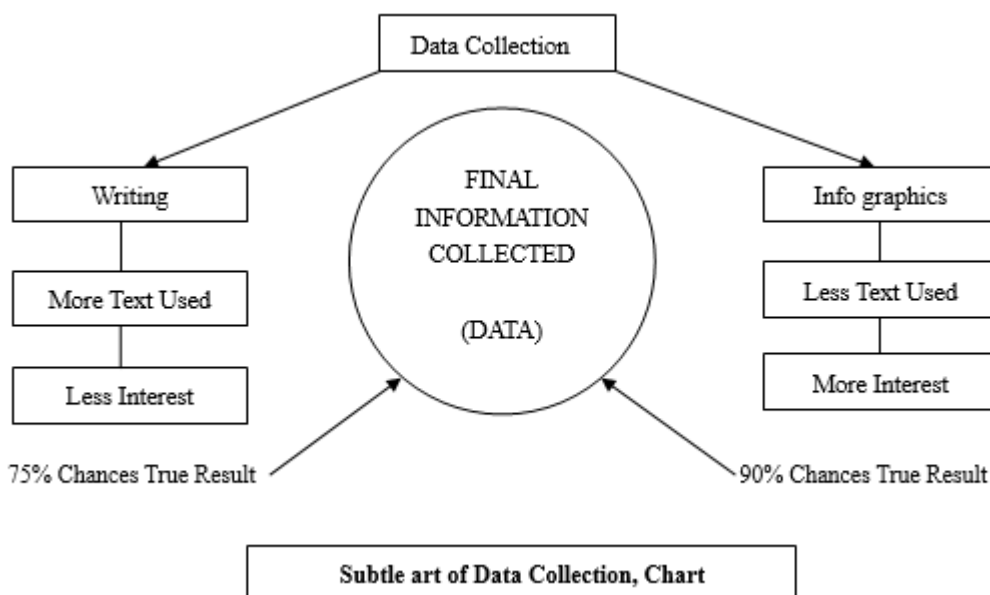 Data Collection
Writing
FINAL
INFORMATION
COLLECTED
(DATA)
Info graphics
More Text Used
Less Text Used
Less Interest
More Interest
75% Chances True Result
90% Chances True Result
Subtle art of Data Collection, Chart